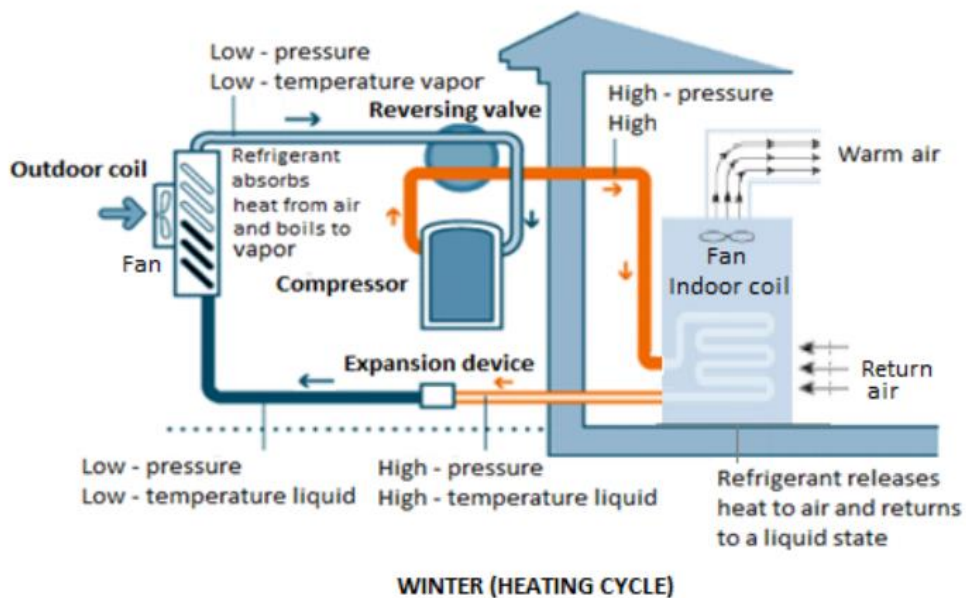 Low - pressure
Low - temperature vapor
Reversing valve
High - pressure
High
Warm air
Outdoor coil
Refrigerant
absorbs
heat from air
and boils to
vapor
Fan
Compressor
Fan
Indoor coil
Expansion device
Return
air
Low - pressure
Low - temperature liquid
High - pressure
High - temperature liquid
Refrigerant releases
heat to air and returns
to a liquid state
WINTER (HEATING CYCLE)